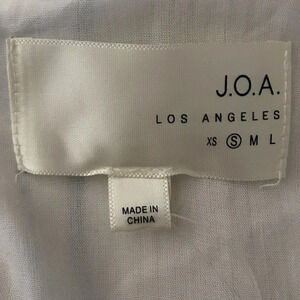 J.O.A.
LOS ANGELES
XS S M L
MADE IN
CHINA